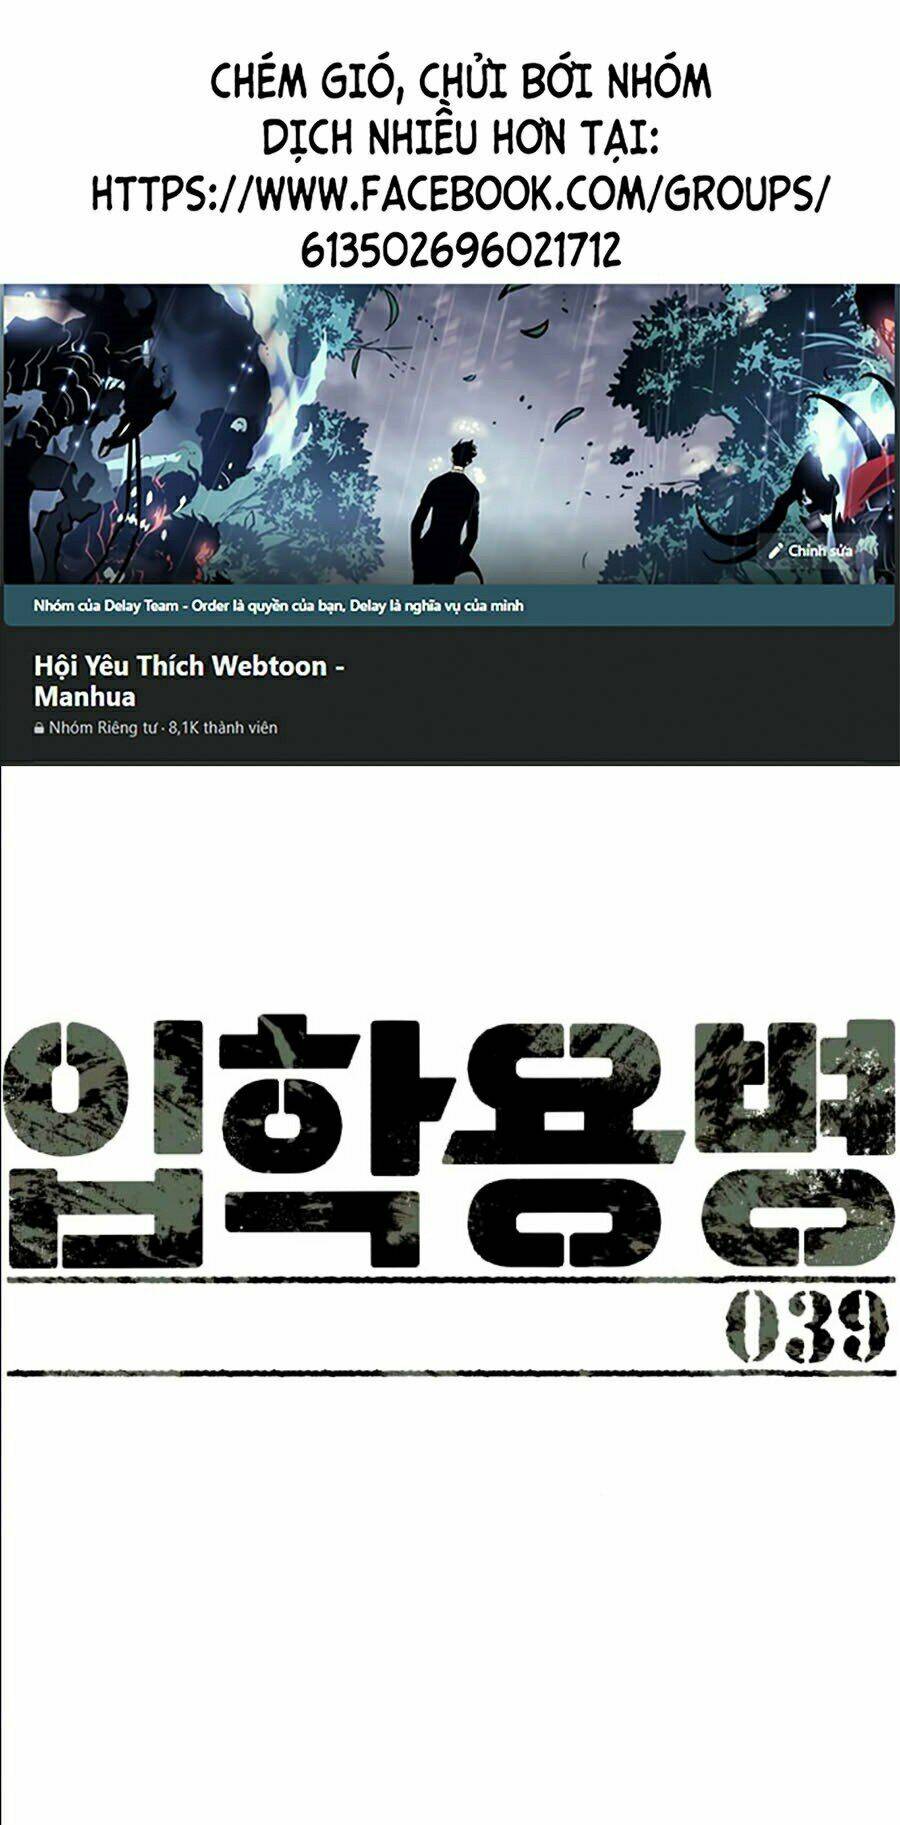 CHÉM GIÓ, CHỬI BỚI NHÓM
DỊCH NHIỀU HƠN TẠI:
HTTPS://WWW.FACEBOOK.COM/GROUPS/
613502696021712
Chỉnh sửa
Nhóm của Delay Team - Order là quyền của bạn, Delay là nghĩa vụ của mình
Hội Yêu Thích Webtoon -
Manhua
Nhóm Riêng tư · 8,1K thành viên
입학용병
039